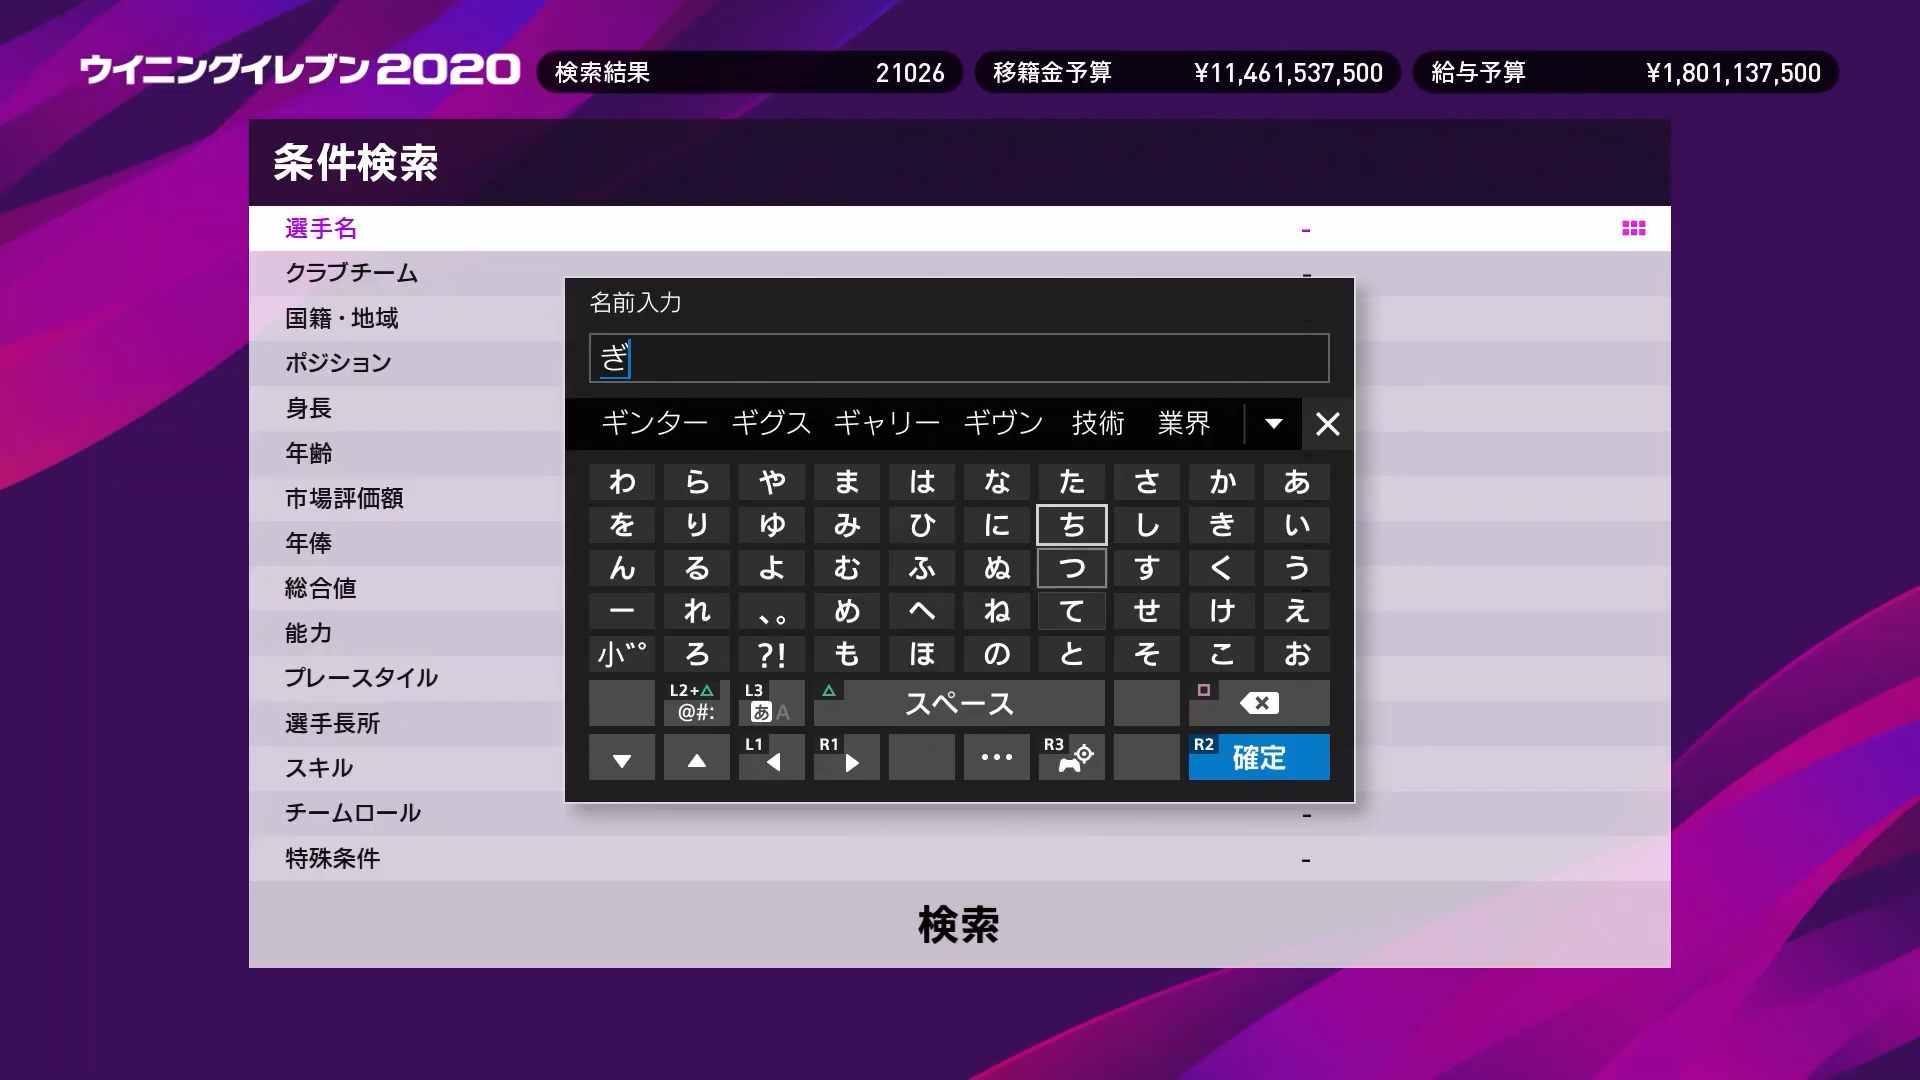 ウイニングイレブン2020
検索結果 21026
移籍金予算 ¥11,461,537,500
給与予算 ¥1,801,137,500
条件検索
選手名 -
クラブチーム -
国籍・地域 -
ポジション
身長
年齢
市場評価額
年俸
総合値
能力
プレースタイル
選手長所
スキル
チームロール -
特殊条件 -
検索
名前入力
ぎ
ギンター ギグス ギャリー ギヴン 技術 業界
わ ら や ま は な た さ か あ
を り ゆ み ひ に ち し き い
ん る よ む ふ ぬ つ す く う
ー れ 、。 め へ ね て せ け え
小゛゜ ろ ?! も ほ の と そ こ お
L2+△ @#: L3 あA △ スペース □
L1 R1 … R3 R2 確定